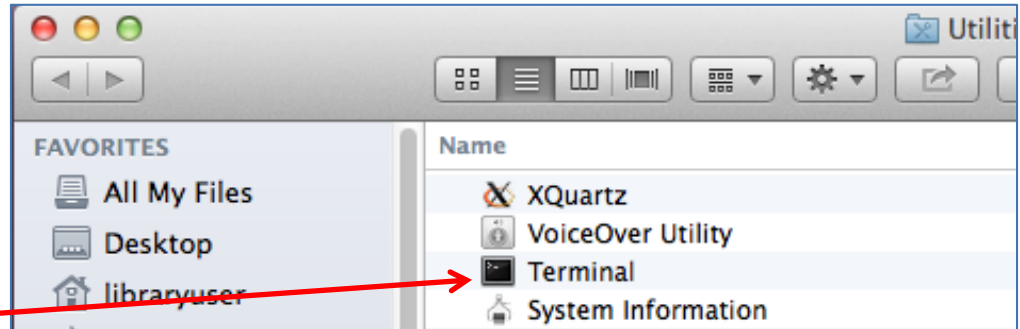 Utiliti
FAVORITES
Name
All My Files
XQuartz
Desktop
VoiceOver Utility
Terminal
libraryuser
System Information